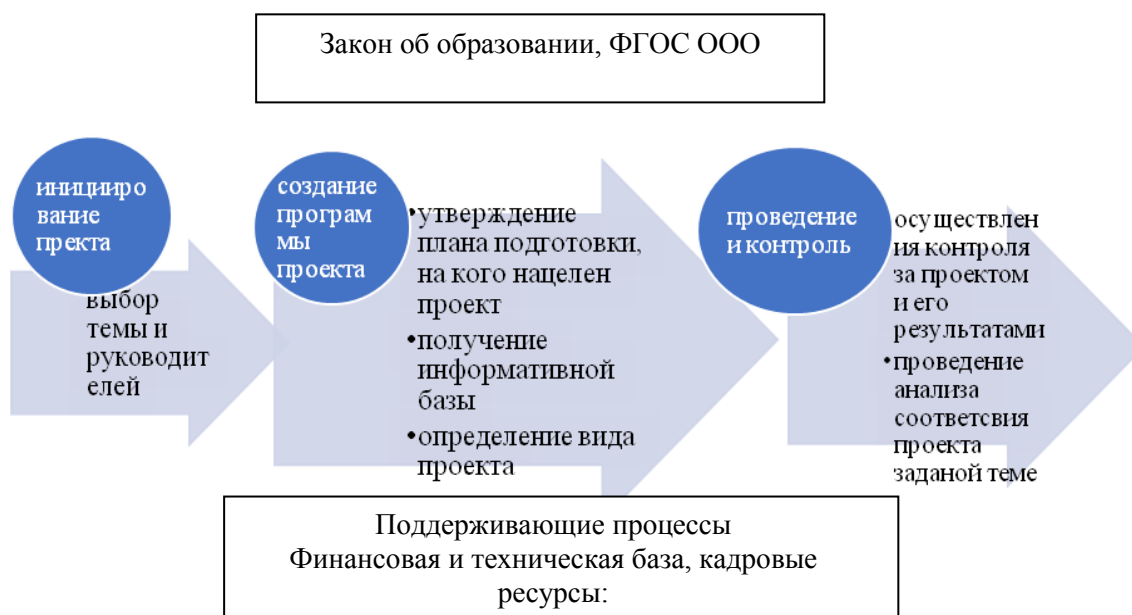 Закон об образовании, ФГОС ООО
иницииро
вание
пректа
выбор
темы и
руководит
елей
создание
програм
мы
проекта
•утверждение
плана подготовки,
на кого нацелен
проект
•получение
информативной
базы
•определение вида
проекта
проведение
и контроль
осуществлен
ия контроля
за проектом
и его
результатами
•проведение
анализа
соответсвия
проекта
заданой теме
Поддерживающие процессы
Финансовая и техническая база, кадровые
ресурсы: